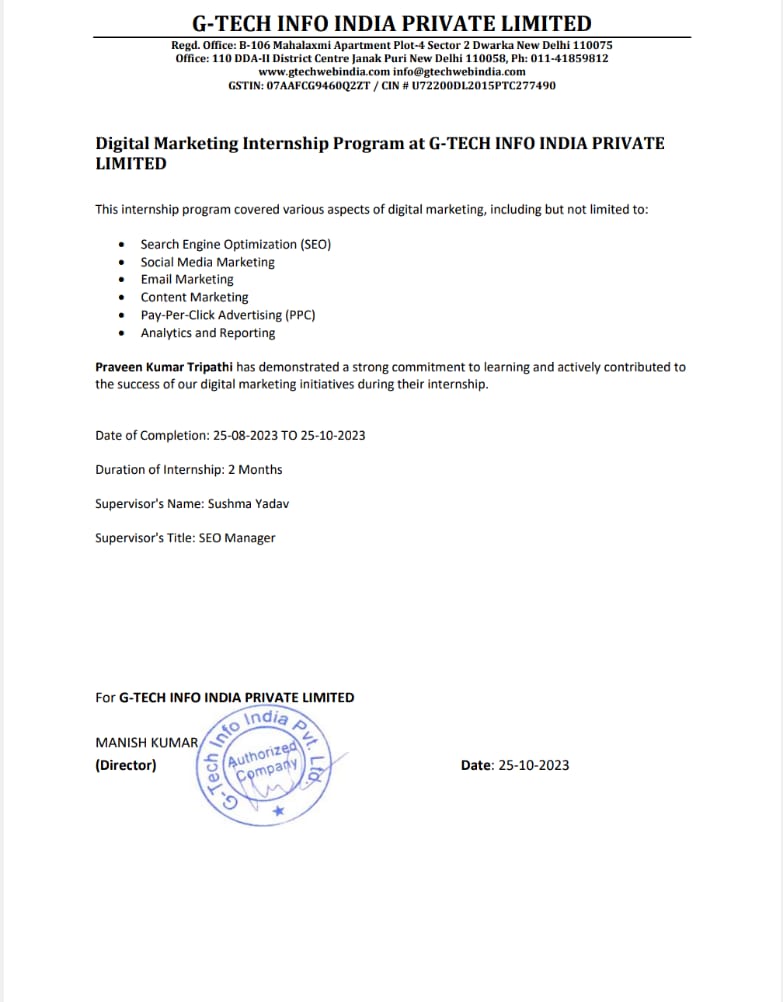 G-TECH INFO INDIA PRIVATE LIMITED
Regd. Office: B-106 Mahalaxmi Apartment Plot-4 Sector 2 Dwarka New Delhi 110075
Office: 110 DDA-II District Centre Janak Puri New Delhi 110058, Ph: 011-41859812
www.gtechwebindia.com info@gtechwebindia.com
GSTIN: 07AAFCG9460Q2ZT / CIN # U72200DL2015PTC277490
Digital Marketing Internship Program at G-TECH INFO INDIA PRIVATE
LIMITED
This internship program covered various aspects of digital marketing, including but not limited to:
• Search Engine Optimization (SEO)
• Social Media Marketing
• Email Marketing
• Content Marketing
• Pay-Per-Click Advertising (PPC)
• Analytics and Reporting
Praveen Kumar Tripathi has demonstrated a strong commitment to learning and actively contributed to
the success of our digital marketing initiatives during their internship.
Date of Completion: 25-08-2023 TO 25-10-2023
Duration of Internship: 2 Months
Supervisor's Name: Sushma Yadav
Supervisor's Title: SEO Manager
For G-TECH INFO INDIA PRIVATE LIMITED
MANISH KUMAR
(Director)
G-Tech Info India Pvt. Ltd.
Authorized
Company
Date: 25-10-2023